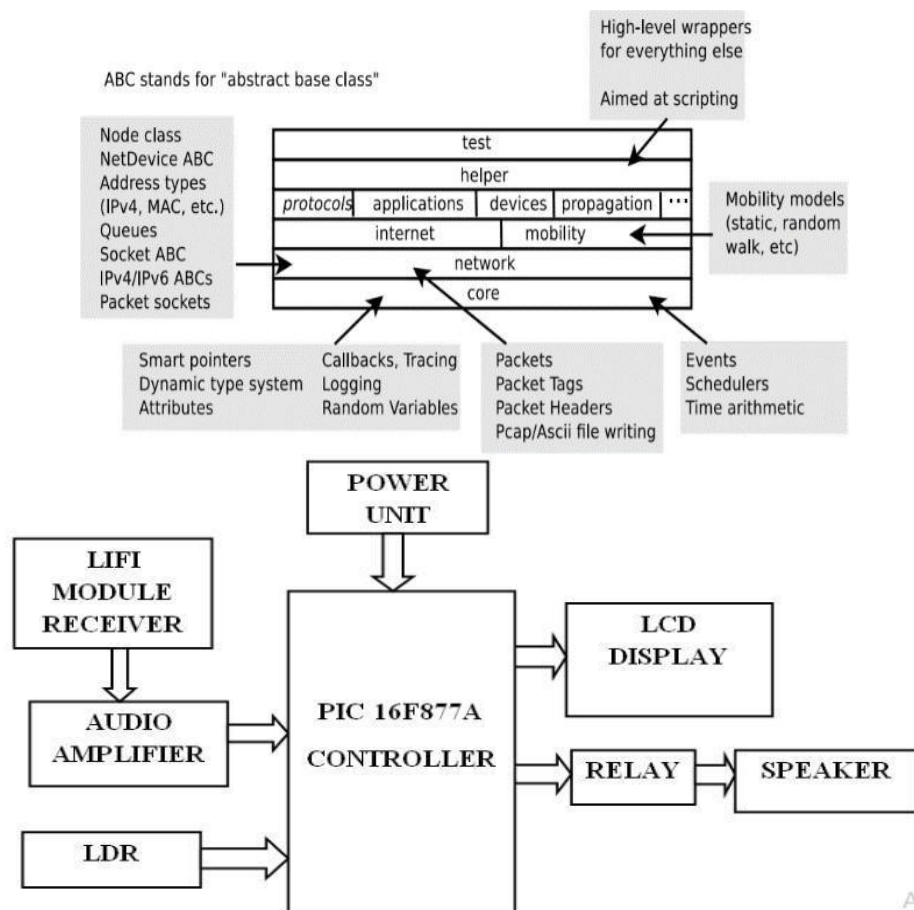 High-level wrappers
for everything else
Aimed at scripting
ABC stands for "abstract base class"
Node class
NetDevice ABC
Address types
(IPv4, MAC, etc.)
Queues
Socket ABC
IPv4/IPv6 ABCs
Packet sockets
test
helper
protocols applications devices propagation ...
internet mobility
network
core
Mobility models
(static, random
walk, etc)
Smart pointers
Dynamic type system
Attributes
Callbacks, Tracing
Logging
Random Variables
Packets
Packet Tags
Packet Headers
Pcap/Ascii file writing
Events
Schedulers
Time arithmetic
POWER
UNIT
LIFI
MODULE
RECEIVER
AUDIO
AMPLIFIER
LDR
PIC 16F877A
CONTROLLER
LCD
DISPLAY
RELAY
SPEAKER
A